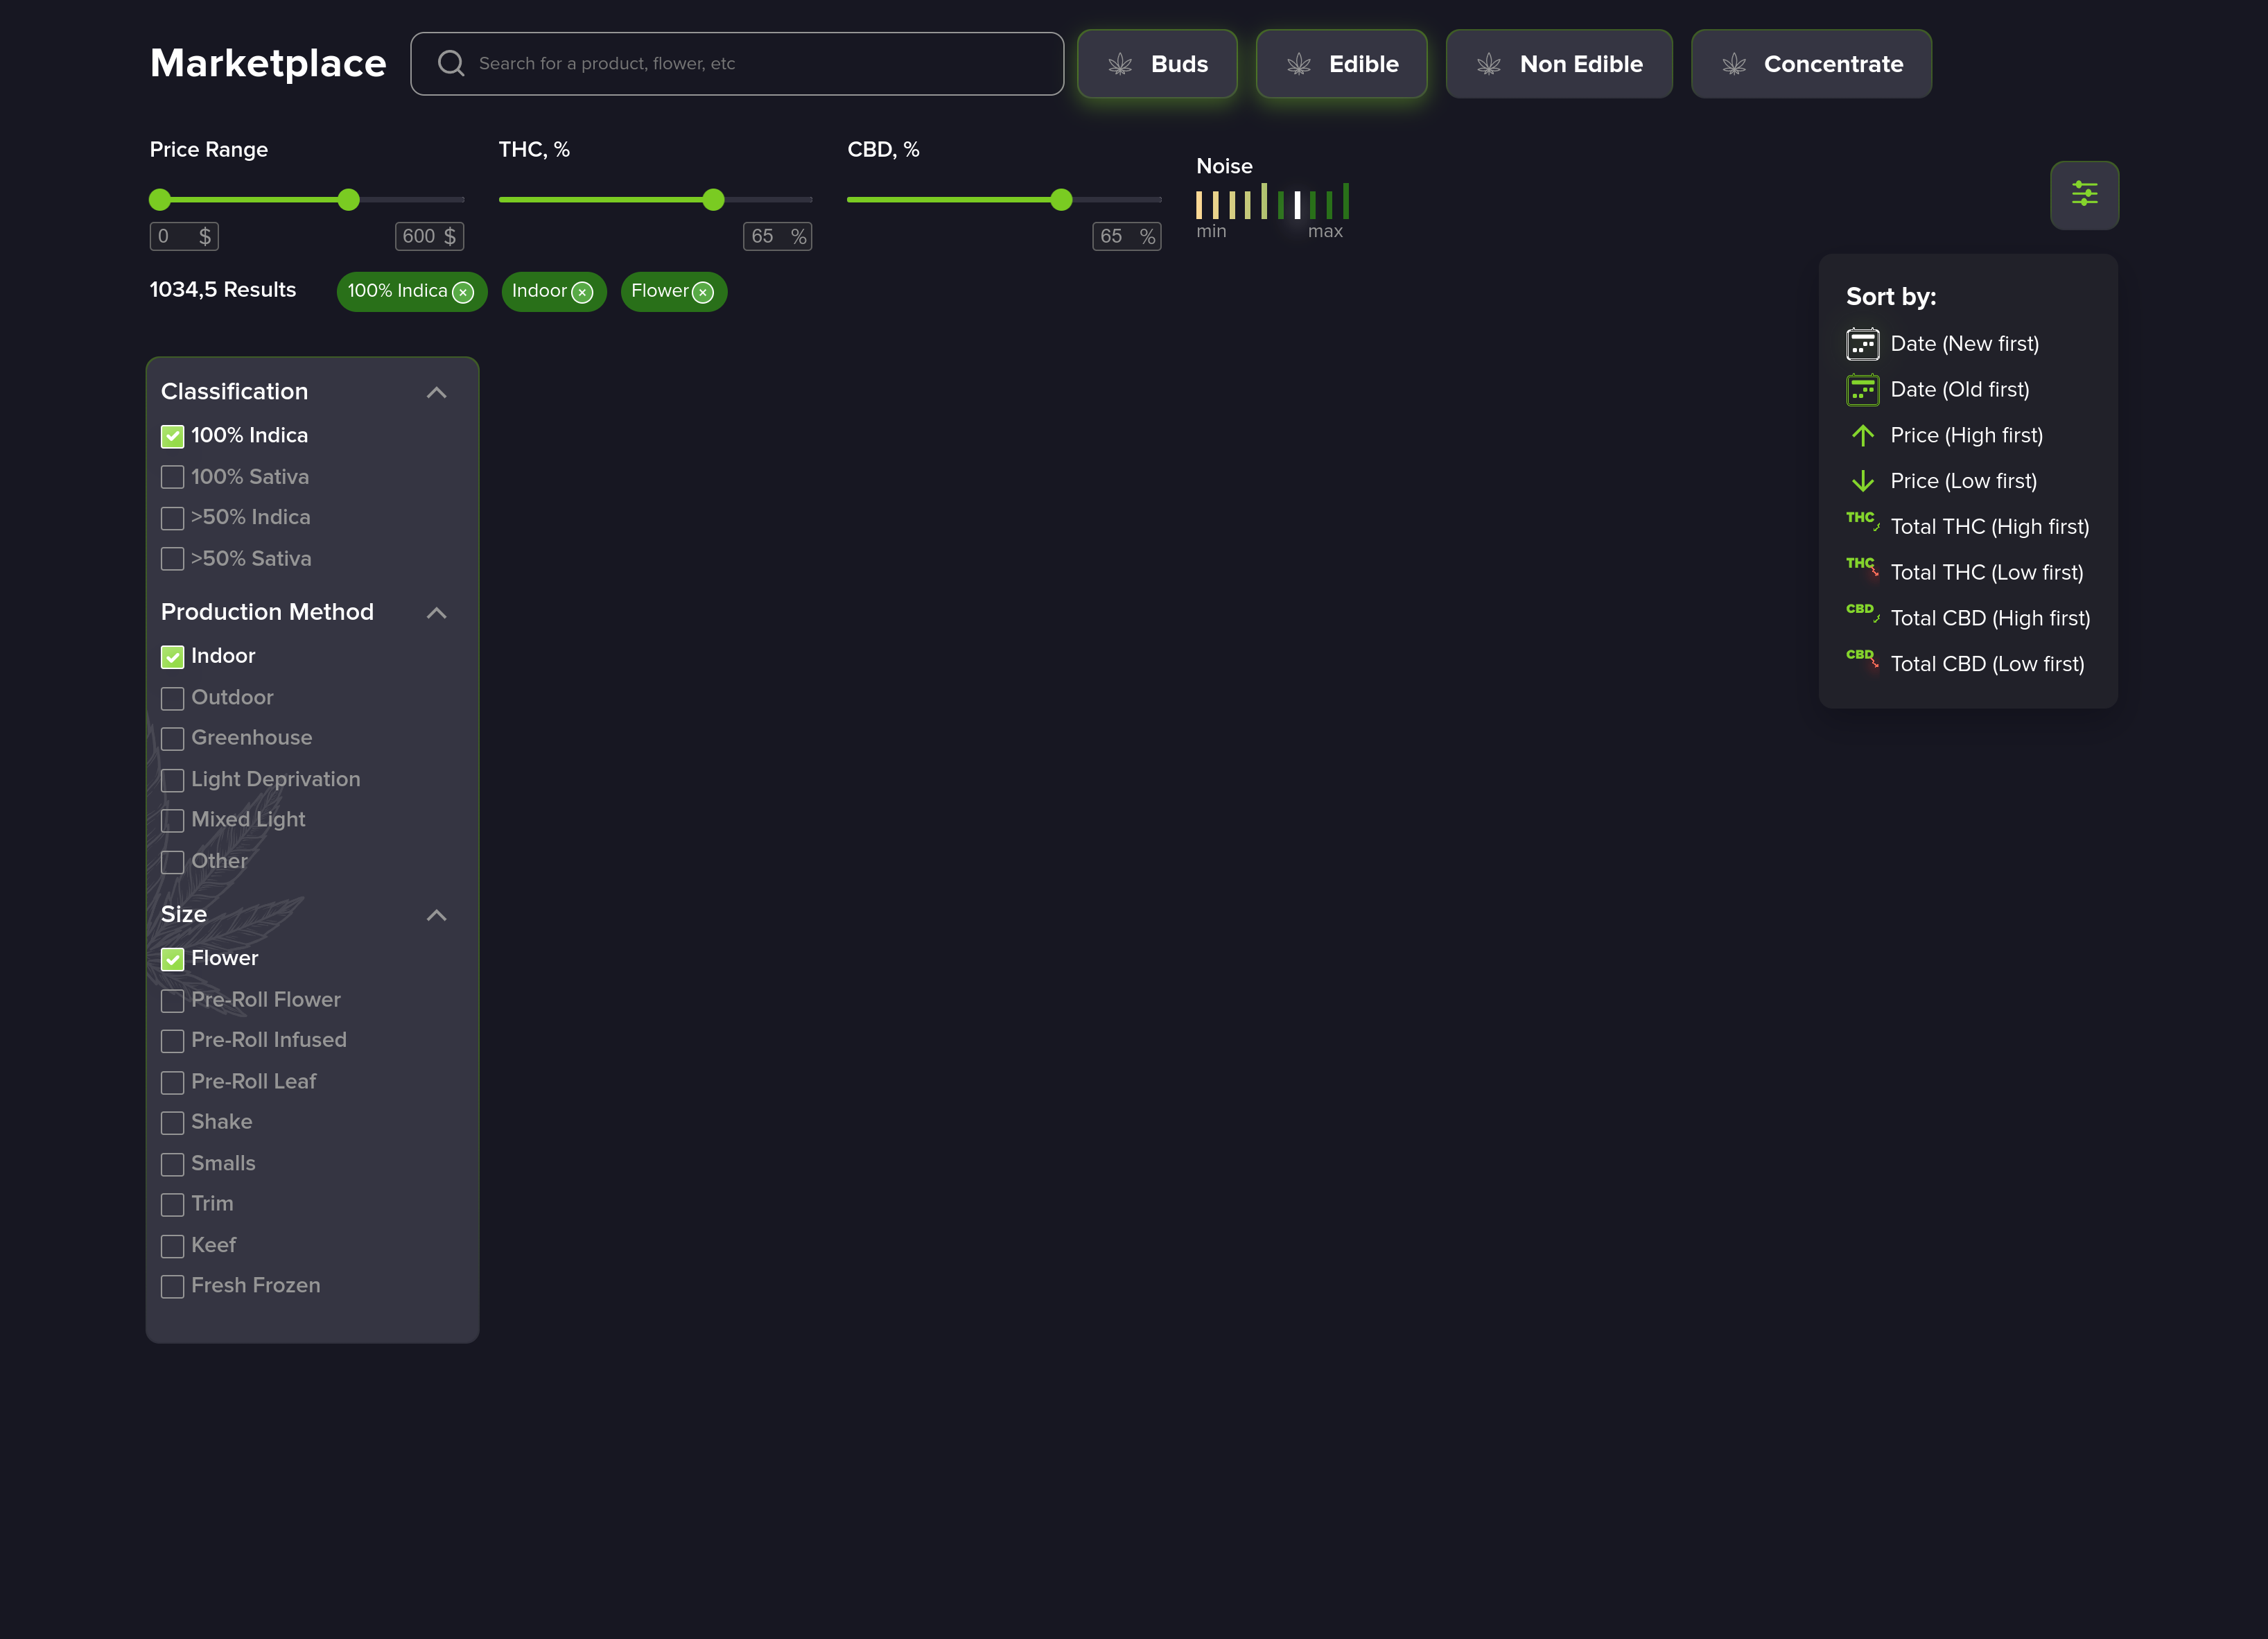 Marketplace
Search for a product, flower, etc
Buds
Edible
Non Edible
Concentrate
Price Range
THC, %
CBD, %
Noise
min
max
0 $
600 $
65 %
65 %
1034,5 Results
100% Indica
Indoor
Flower
Sort by:
Date (New first)
Date (Old first)
Price (High first)
Price (Low first)
THC Total THC (High first)
THC Total THC (Low first)
CBD Total CBD (High first)
CBD Total CBD (Low first)
Classification
100% Indica
100% Sativa
>50% Indica
>50% Sativa
Production Method
Indoor
Outdoor
Greenhouse
Light Deprivation
Mixed Light
Other
Size
Flower
Pre-Roll Flower
Pre-Roll Infused
Pre-Roll Leaf
Shake
Smalls
Trim
Keef
Fresh Frozen